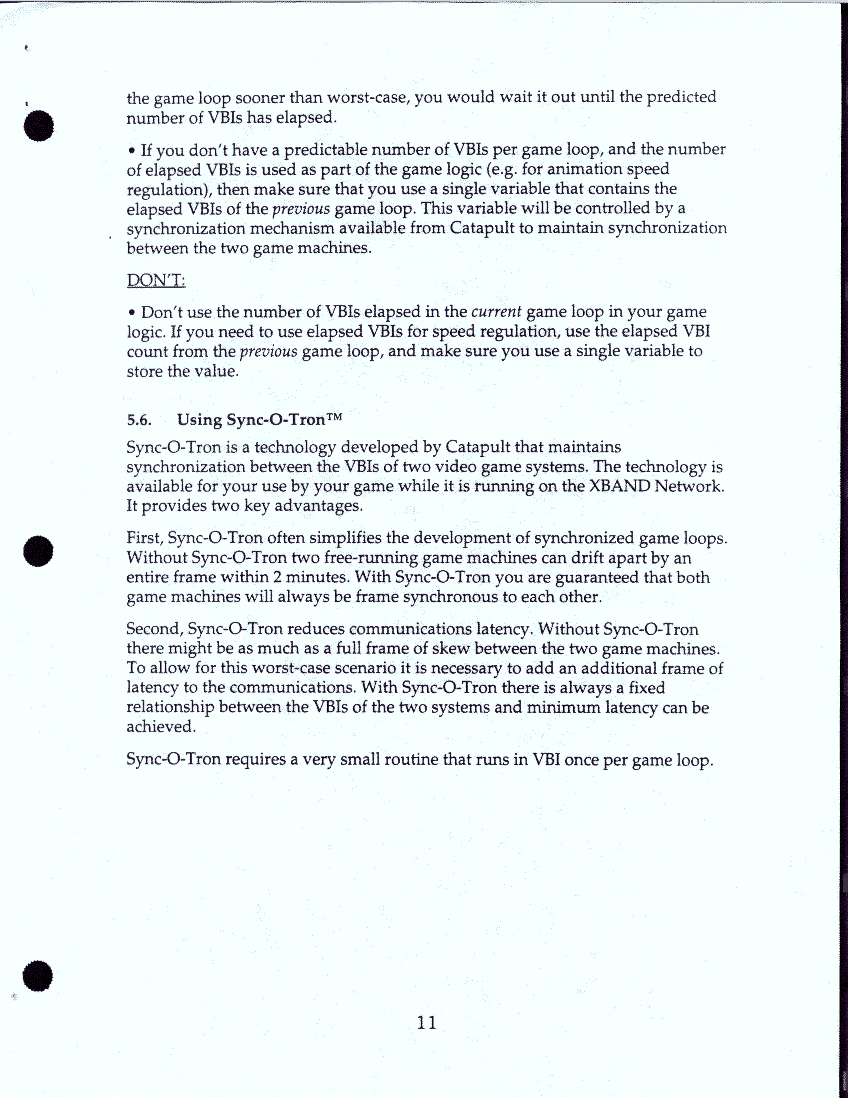 the game loop sooner than worst-case, you would wait it out until the predicted
number of VBIs has elapsed.
• If you don't have a predictable number of VBIs per game loop, and the number
of elapsed VBIs is used as part of the game logic (e.g. for animation speed
regulation), then make sure that you use a single variable that contains the
elapsed VBIs of the previous game loop. This variable will be controlled by a
synchronization mechanism available from Catapult to maintain synchronization
between the two game machines.
DON'T:
• Don't use the number of VBIs elapsed in the current game loop in your game
logic. If you need to use elapsed VBIs for speed regulation, use the elapsed VBI
count from the previous game loop, and make sure you use a single variable to
store the value.
5.6. Using Sync-O-Tron™
Sync-O-Tron is a technology developed by Catapult that maintains
synchronization between the VBIs of two video game systems. The technology is
available for your use by your game while it is running on the XBAND Network.
It provides two key advantages.
First, Sync-O-Tron often simplifies the development of synchronized game loops.
Without Sync-O-Tron two free-running game machines can drift apart by an
entire frame within 2 minutes. With Sync-O-Tron you are guaranteed that both
game machines will always be frame synchronous to each other.
Second, Sync-O-Tron reduces communications latency. Without Sync-O-Tron
there might be as much as a full frame of skew between the two game machines.
To allow for this worst-case scenario it is necessary to add an additional frame of
latency to the communications. With Sync-O-Tron there is always a fixed
relationship between the VBIs of the two systems and minimum latency can be
achieved.
Sync-O-Tron requires a very small routine that runs in VBI once per game loop.
11